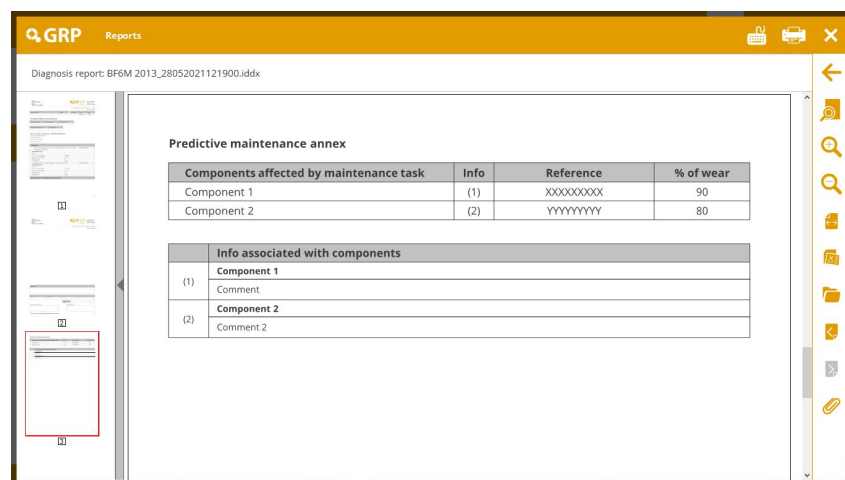 GRP
Reports
Diagnosis report: BF6M 2013_28052021121900.iddx
Predictive maintenance annex
Components affected by maintenance task Info Reference % of wear
Component 1 (1) XXXXXXXXX 90
Component 2 (2) YYYYYYYYY 80
Info associated with components
(1) Component 1
Comment
(2) Component 2
Comment 2
1
2
3